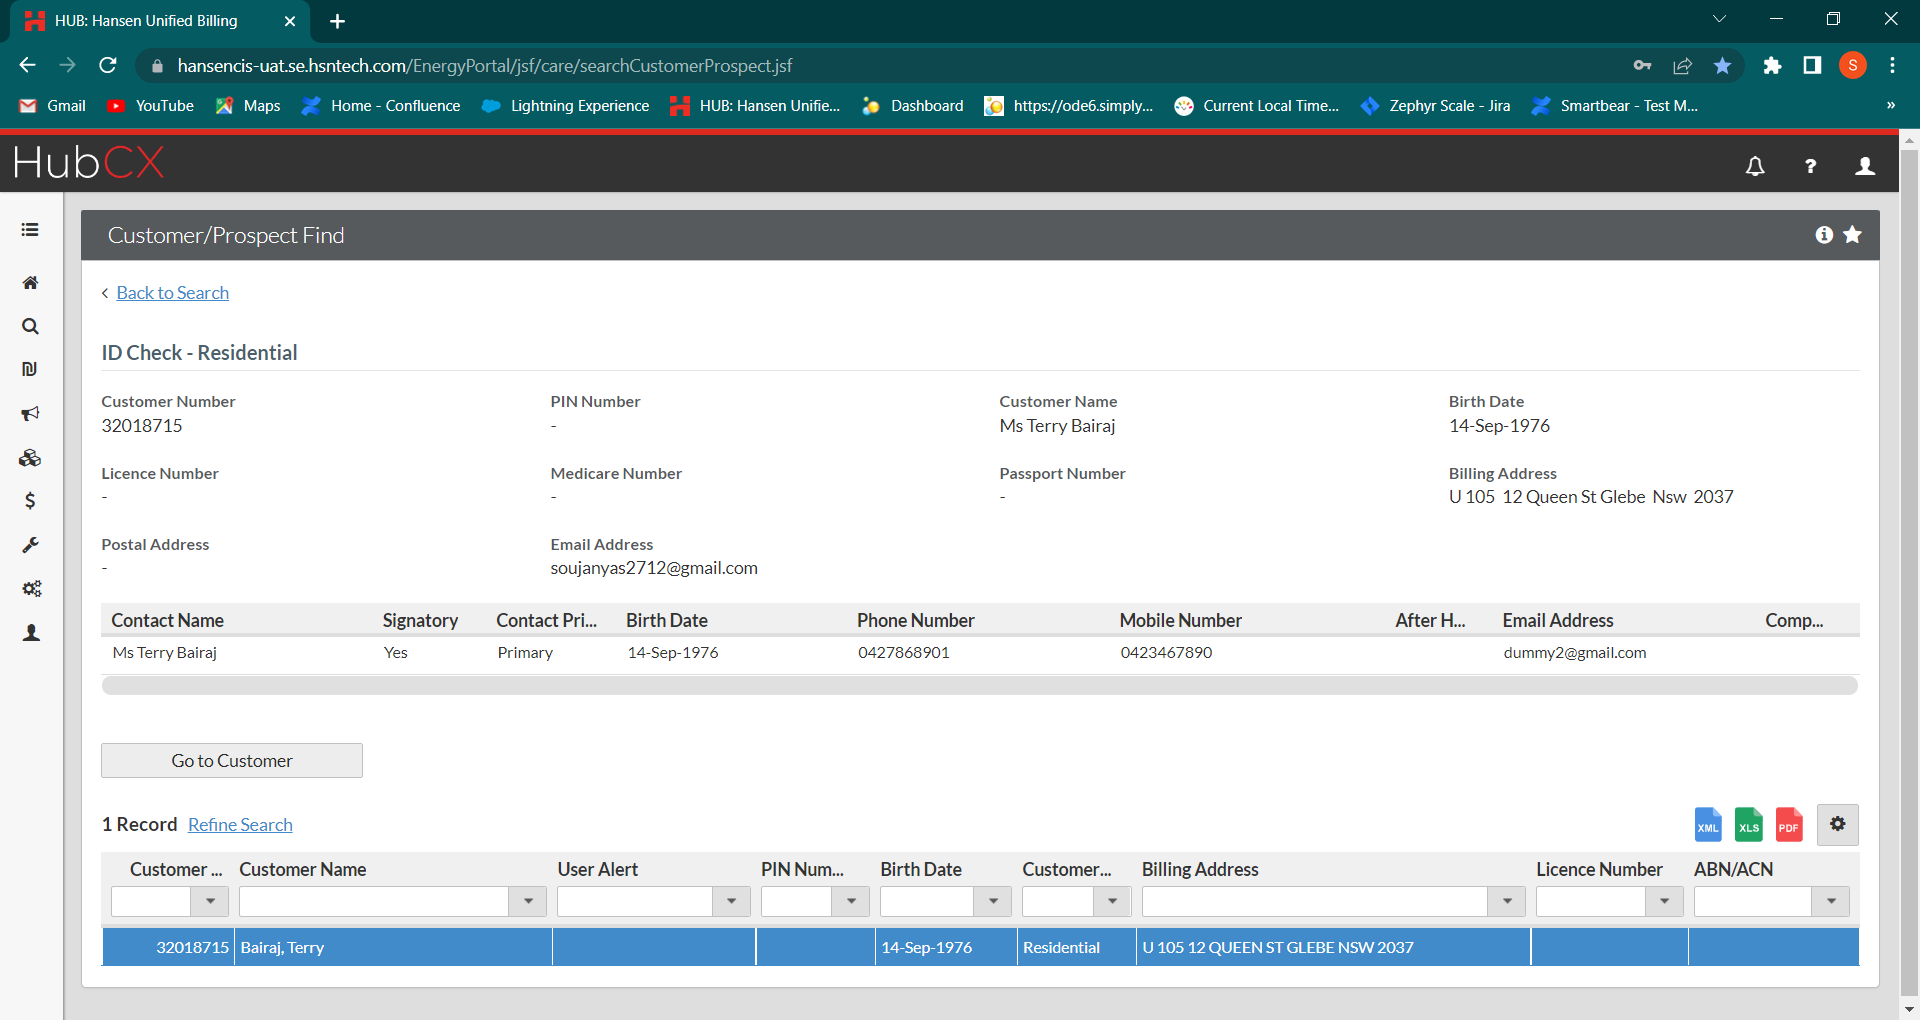 HUB: Hansen Unified Billing
hansencis-uat.se.hsntech.com/EnergyPortal/jsf/care/searchCustomerProspect.jsf
S
Gmail YouTube Maps Home - Confluence Lightning Experience HUB: Hansen Unifie... Dashboard https://ode6.simply... Current Local Time... Zephyr Scale - Jira Smartbear - Test M... »
HubCX
Customer/Prospect Find
Back to Search
ID Check - Residential
Customer Number PIN Number Customer Name Birth Date
32018715 - Ms Terry Bairaj 14-Sep-1976
Licence Number Medicare Number Passport Number Billing Address
- - - U 105 12 Queen St Glebe Nsw 2037
Postal Address Email Address
- soujanyas2712@gmail.com
Contact Name Signatory Contact Pri... Birth Date Phone Number Mobile Number After H... Email Address Comp...
Ms Terry Bairaj Yes Primary 14-Sep-1976 0427868901 0423467890 dummy2@gmail.com
Go to Customer
1 Record Refine Search XML XLS PDF
Customer ... Customer Name User Alert PIN Num... Birth Date Customer... Billing Address Licence Number ABN/ACN
32018715 Bairaj, Terry 14-Sep-1976 Residential U 105 12 QUEEN ST GLEBE NSW 2037